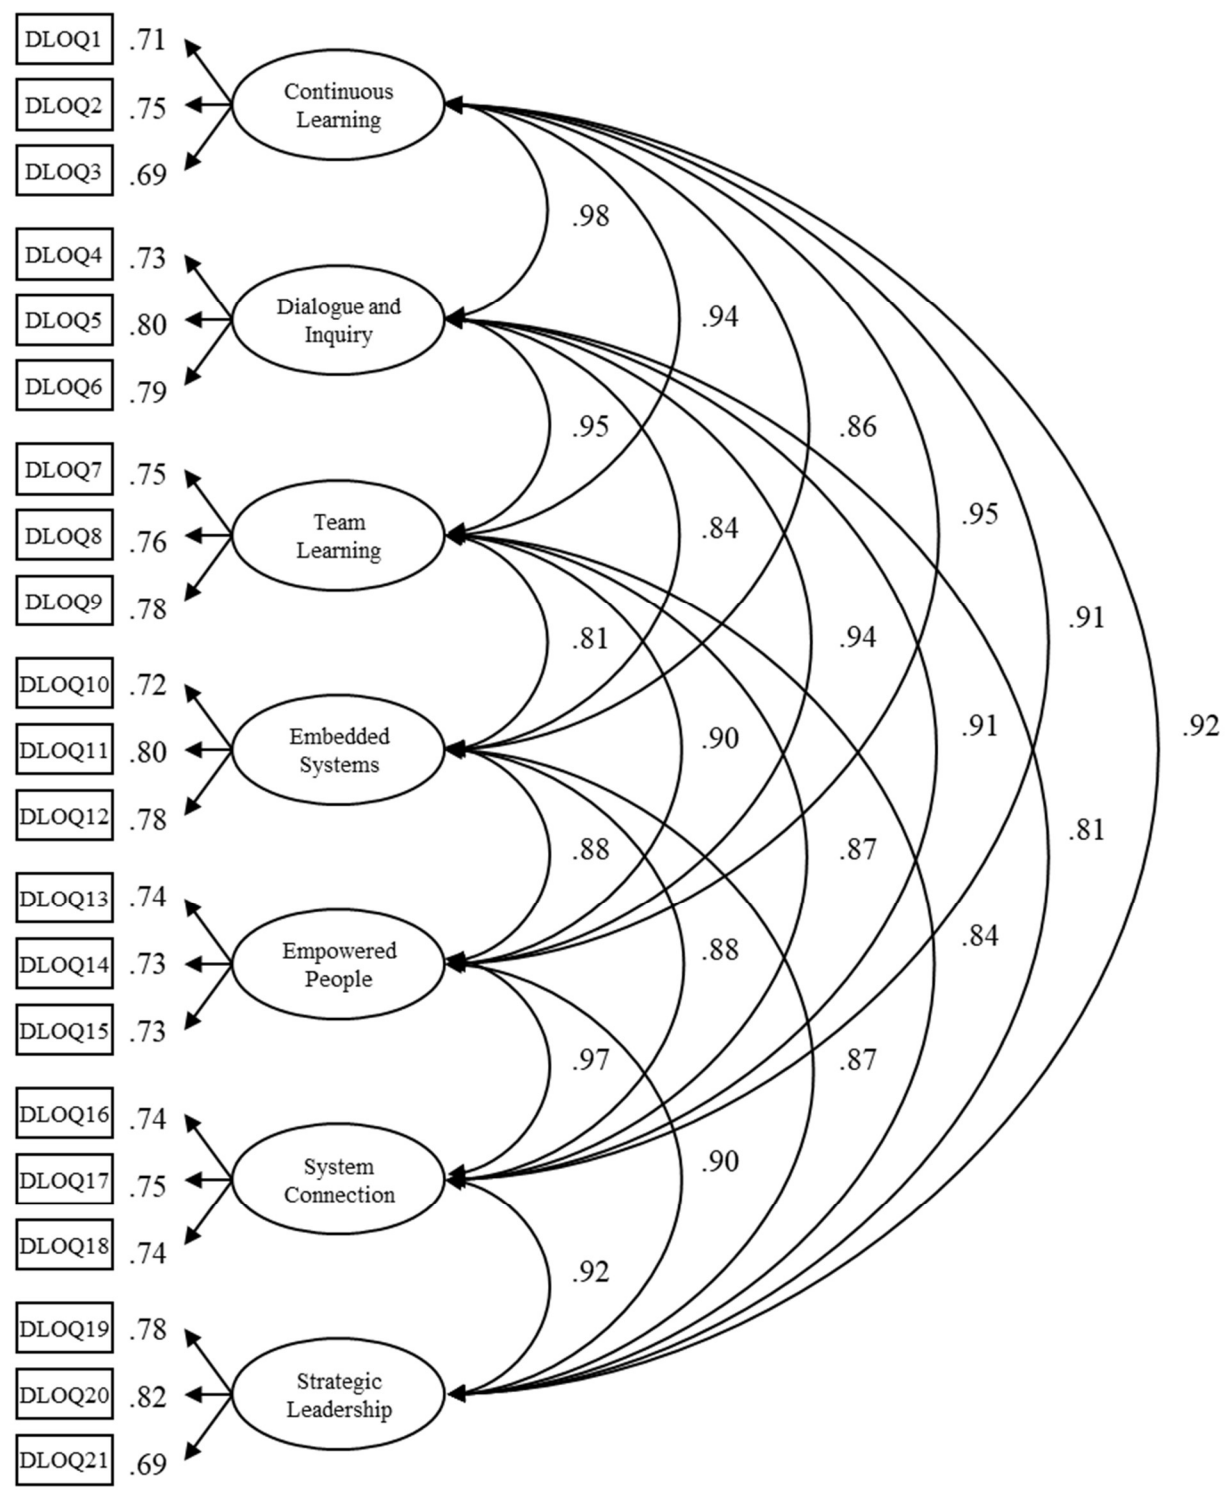 DLOQ1 .71
DLOQ2 .75
DLOQ3 .69
Continuous
Learning
.98
DLOQ4 .73
DLOQ5 .80
DLOQ6 .79
Dialogue and
Inquiry
.94
.95
.86
DLOQ7 .75
DLOQ8 .76
DLOQ9 .78
Team
Learning
.84
.95
.81
.94
.91
DLOQ10 .72
DLOQ11 .80
DLOQ12 .78
Embedded
Systems
.90
.91
.92
.88
.87
.81
DLOQ13 .74
DLOQ14 .73
DLOQ15 .73
Empowered
People
.88
.84
.97
.87
DLOQ16 .74
DLOQ17 .75
DLOQ18 .74
System
Connection
.90
.92
DLOQ19 .78
DLOQ20 .82
DLOQ21 .69
Strategic
Leadership